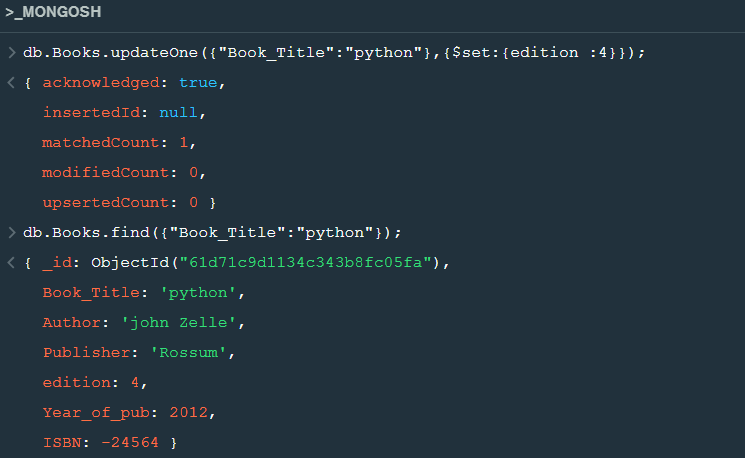 >_MONGOSH
> db.Books.updateOne({"Book_Title":"python"},{$set:{edition :4}});
< { acknowledged: true,
insertedId: null,
matchedCount: 1,
modifiedCount: 0,
upsertedCount: 0 }
> db.Books.find({"Book_Title":"python"});
< { _id: ObjectId("61d71c9d1134c343b8fc05fa"),
Book_Title: 'python',
Author: 'john Zelle',
Publisher: 'Rossum',
edition: 4,
Year_of_pub: 2012,
ISBN: -24564 }